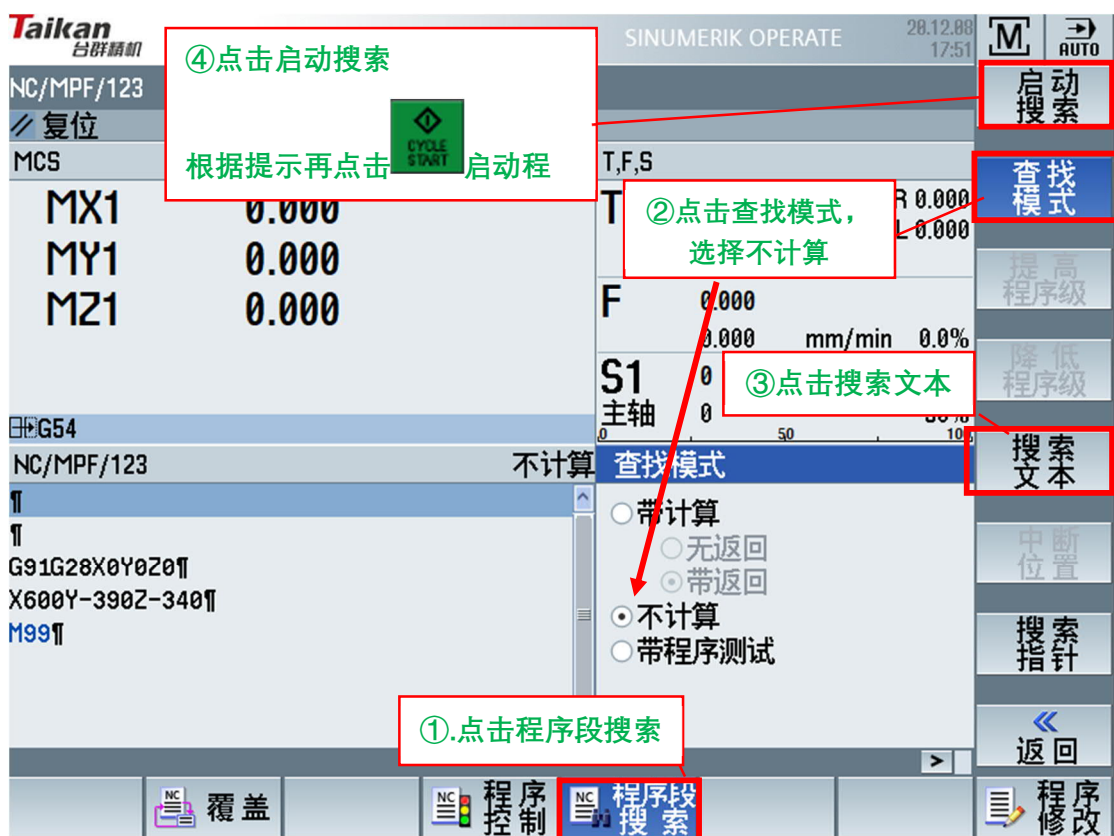 Taikan
台群精机
SINUMERIK OPERATE
28.12.08
17:51
M
AUTO
NC/MPF/123
复位
④点击启动搜索
CYCLE
START
根据提示再点击 启动程
启动
搜索
MCS
T,F,S
MX1 0.000
MY1 0.000
MZ1 0.000
T
R 0.000
L 0.000
②点击查找模式，
选择不计算
查找
模式
提高
程序级
F 0.000
0.000 mm/min 0.0%
S1 0
主轴 0
0 50 100
③点击搜索文本
降低
程序级
G54
搜索
文本
NC/MPF/123 不计算
¶
¶
G91G28X0Y0Z0¶
X600Y-390Z-340¶
M99¶
查找模式
带计算
无返回
带返回
不计算
带程序测试
中断
位置
搜索
指针
①.点击程序段搜索
返回
NC
覆盖
NC
程序
控制
NC
程序段
搜索
程序
修改